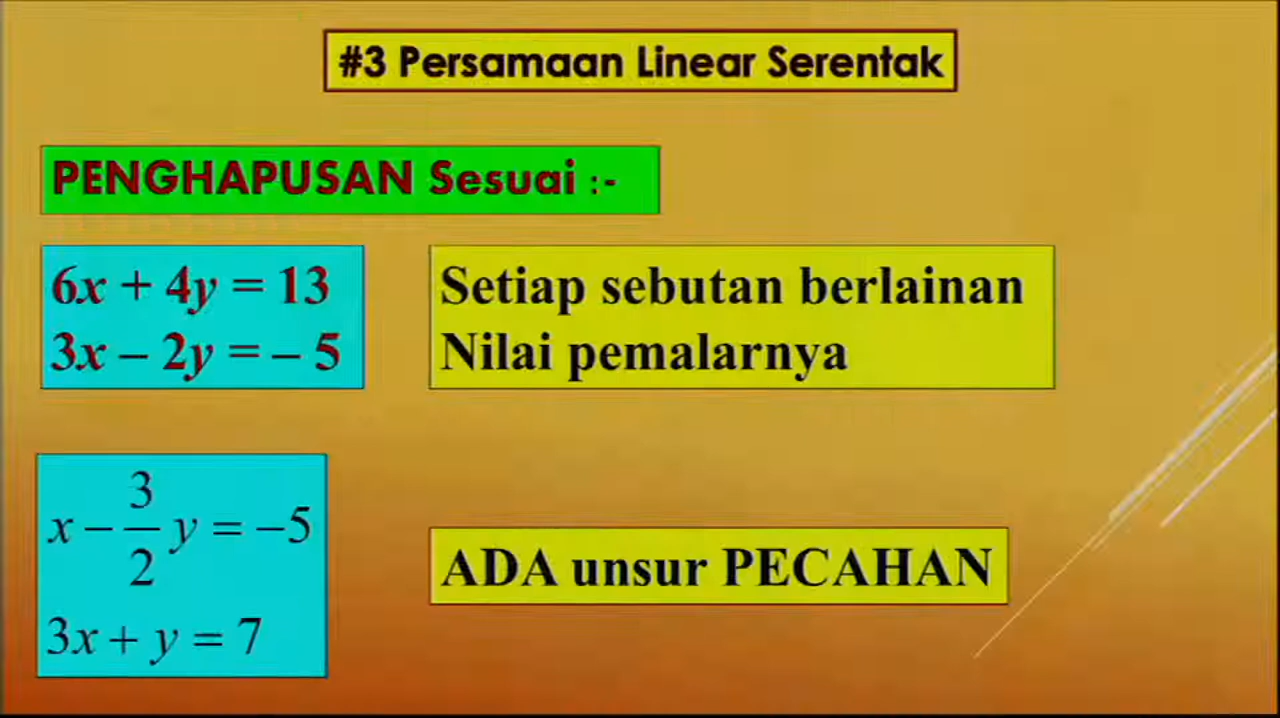 #3 Persamaan Linear Serentak
PENGHAPUSAN Sesuai :-
6x + 4y = 13
3x – 2y = – 5
Setiap sebutan berlainan
Nilai pemalarnya
x − 3/2 y = −5
3x + y = 7
ADA unsur PECAHAN